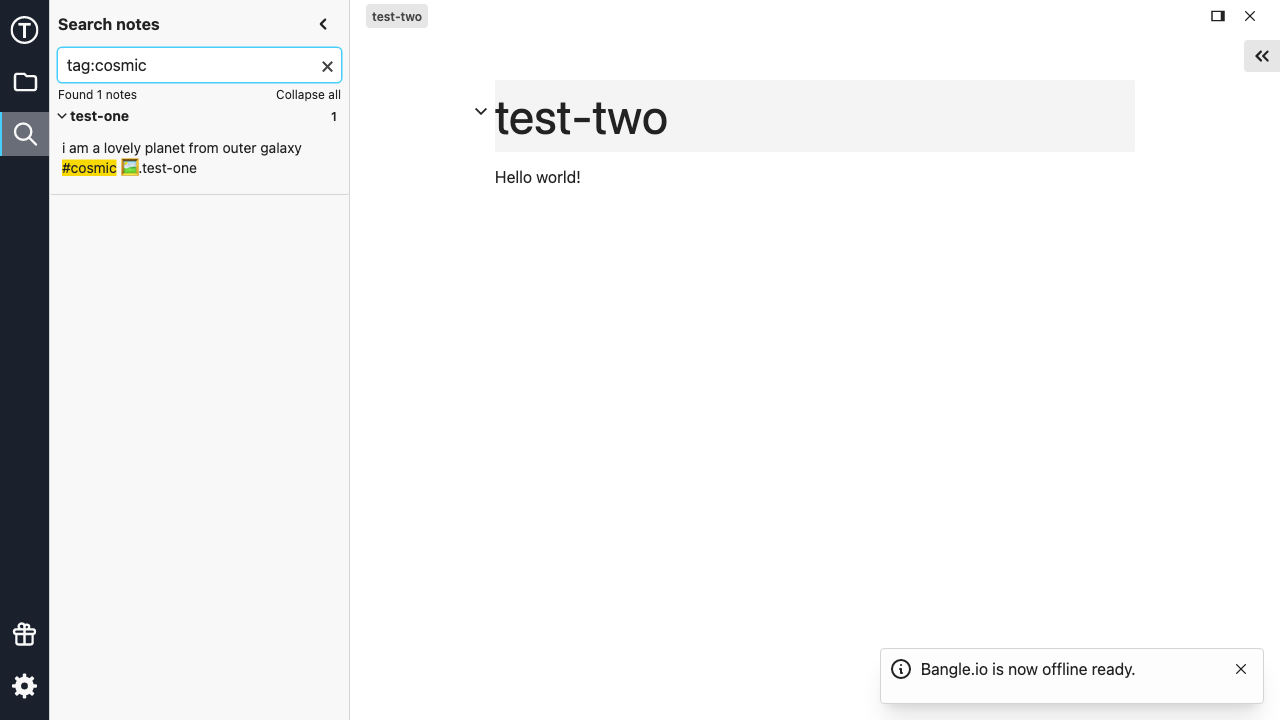 Search notes
tag:cosmic
Found 1 notes Collapse all
test-one 1
i am a lovely planet from outer galaxy
#cosmic 🖼️.test-one
test-two
test-two
Hello world!
Bangle.io is now offline ready.